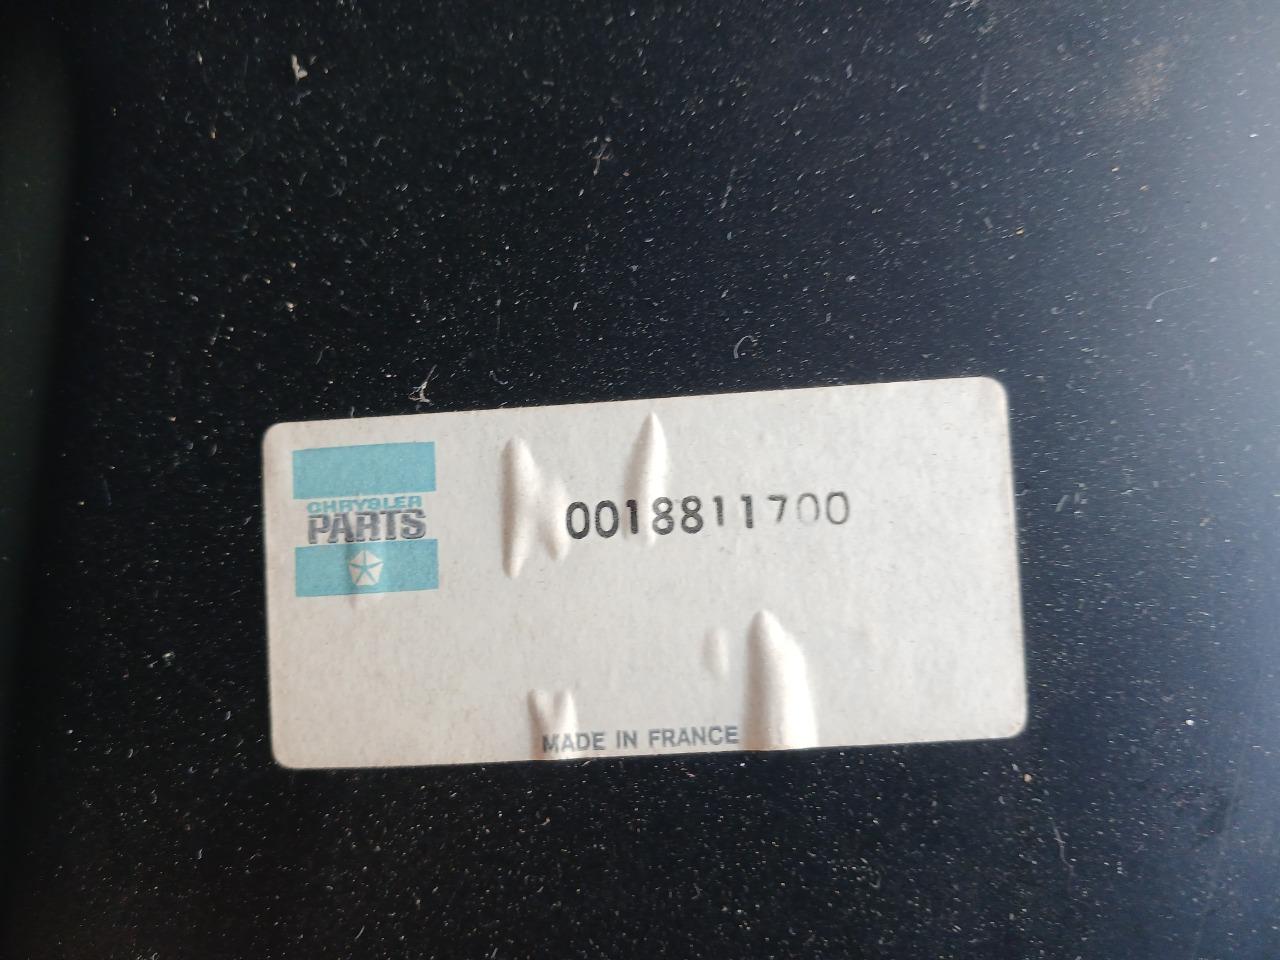 CHRYSLER
PARTS
0018811700
MADE IN FRANCE